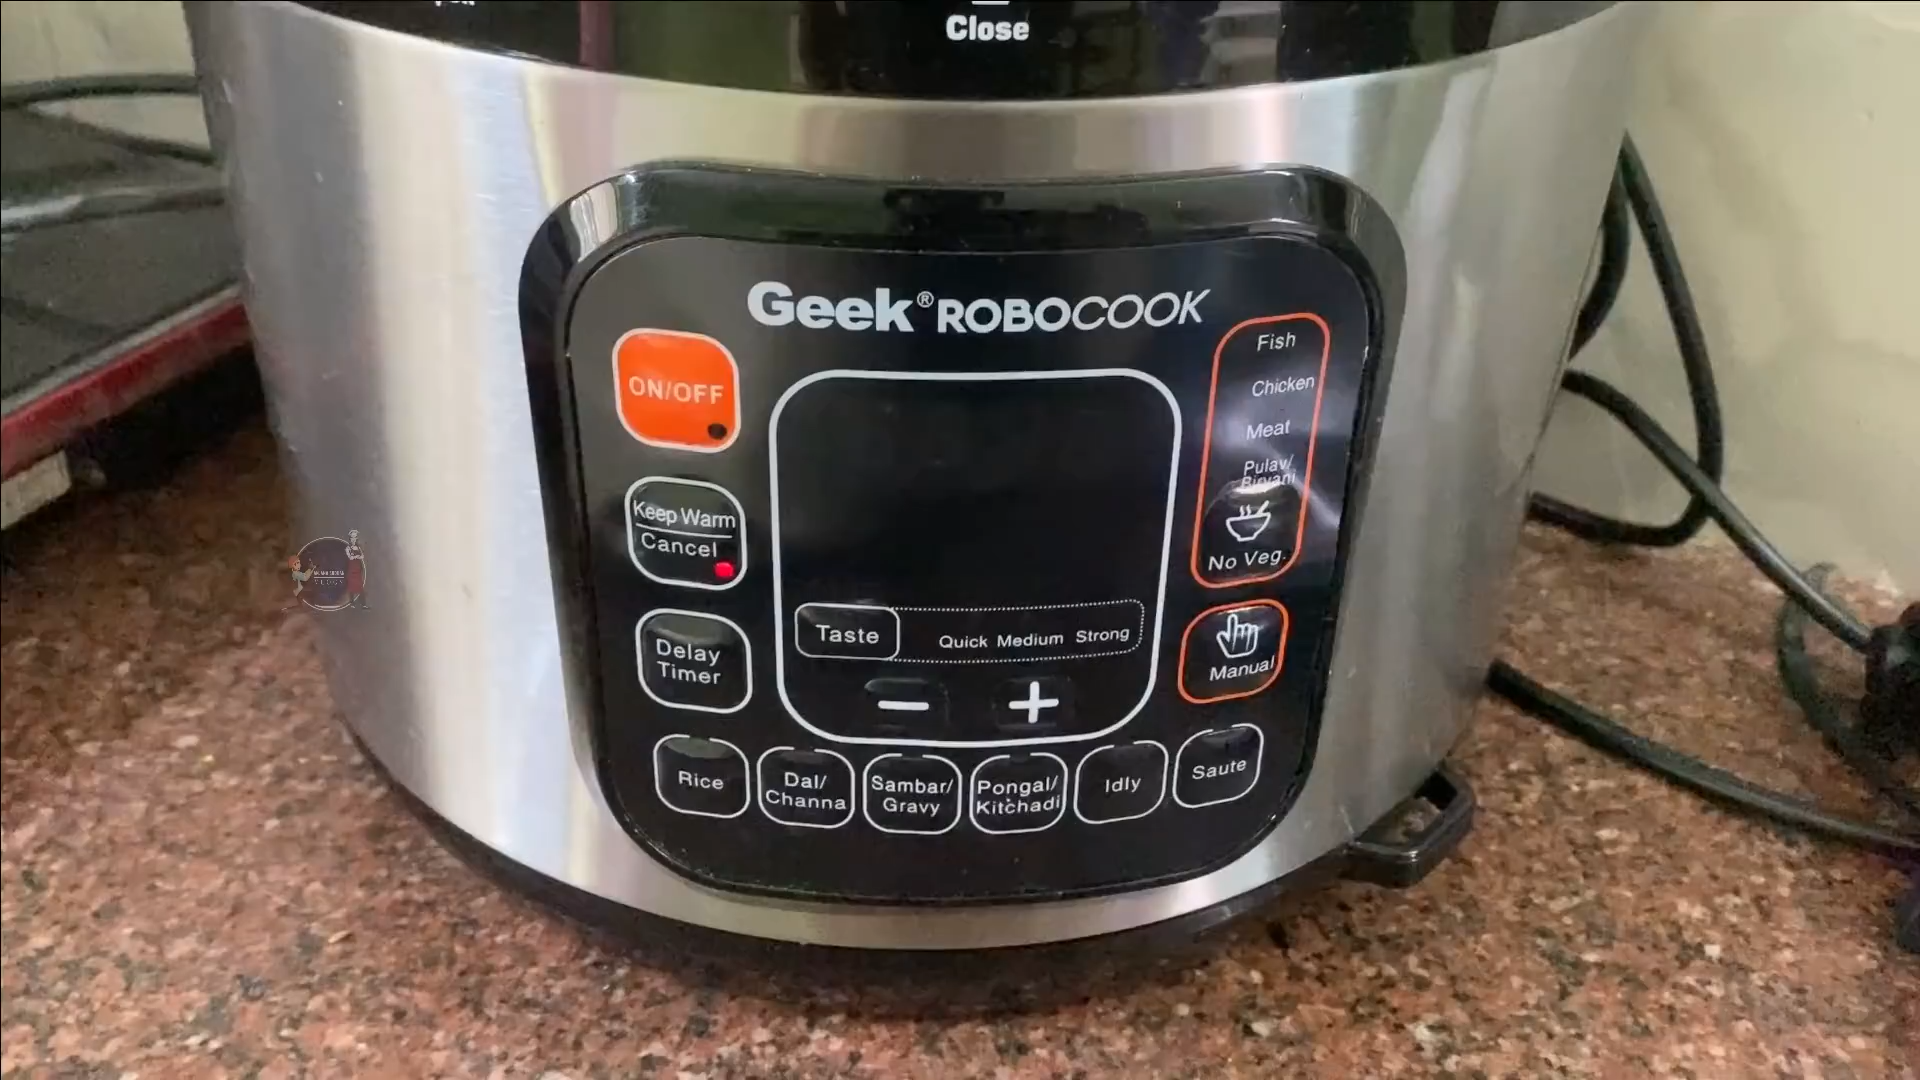 Close
Geek® ROBOCOOK
ON/OFF
Keep Warm
Cancel
Delay
Timer
Taste
Quick Medium Strong
− +
Fish
Chicken
Meat
Pulav/
Biryani
No Veg.
Manual
Rice
Dal/
Channa
Sambar/
Gravy
Pongal/
Kitchadi
Idly
Saute